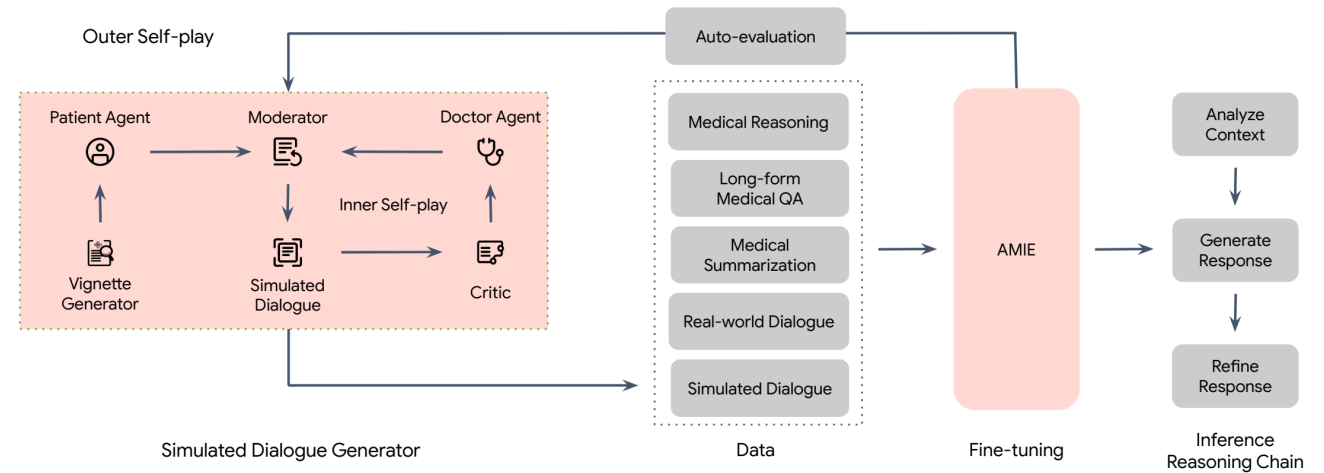 Outer Self-play
Auto-evaluation
Patient Agent
Moderator
Doctor Agent
Inner Self-play
Vignette
Generator
Simulated
Dialogue
Critic
Simulated Dialogue Generator
Medical Reasoning
Long-form
Medical QA
Medical
Summarization
Real-world Dialogue
Simulated Dialogue
Data
AMIE
Fine-tuning
Analyze
Context
Generate
Response
Refine
Response
Inference
Reasoning Chain